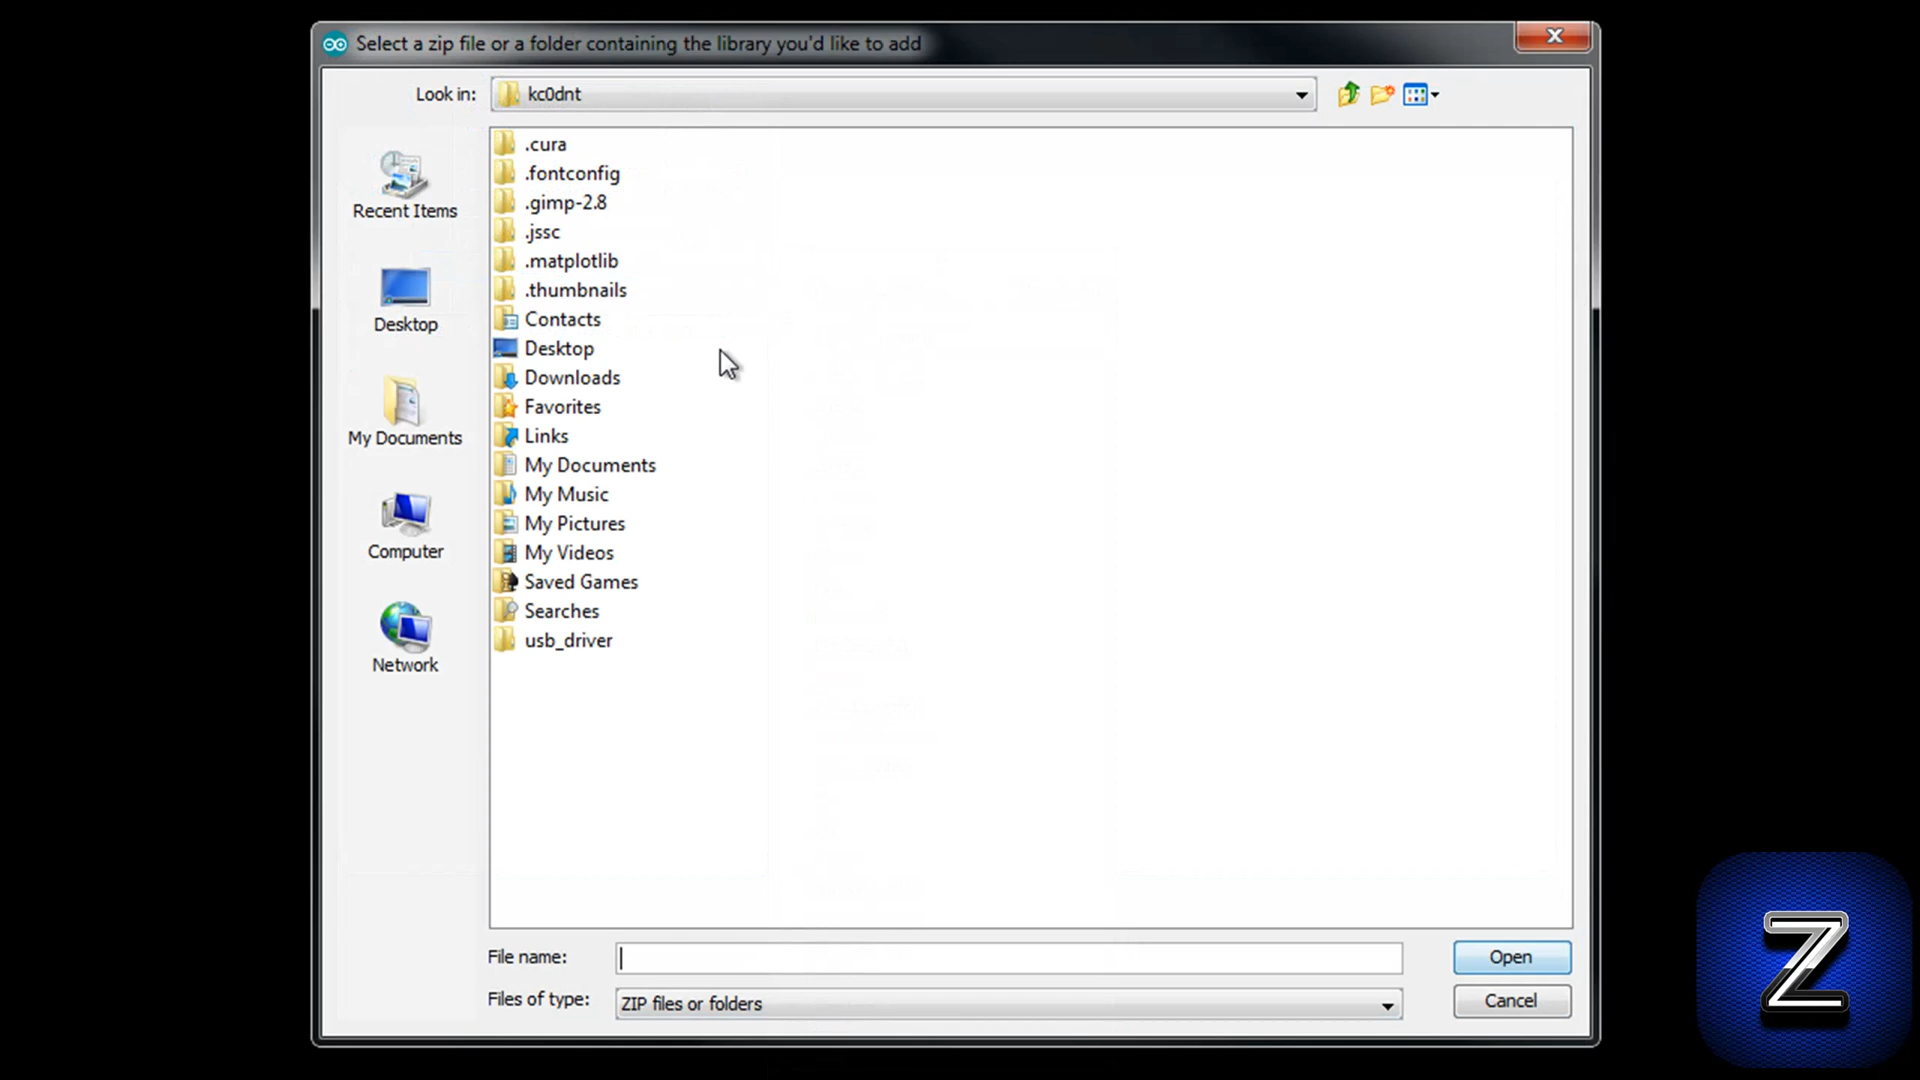 Select a zip file or a folder containing the library you'd like to add
Look in: kc0dnt
.cura
.fontconfig
.gimp-2.8
.jssc
.matplotlib
.thumbnails
Contacts
Desktop
Downloads
Favorites
Links
My Documents
My Music
My Pictures
My Videos
Saved Games
Searches
usb_driver
Recent Items
Desktop
My Documents
Computer
Network
File name:
Open
Files of type: ZIP files or folders
Cancel
Z